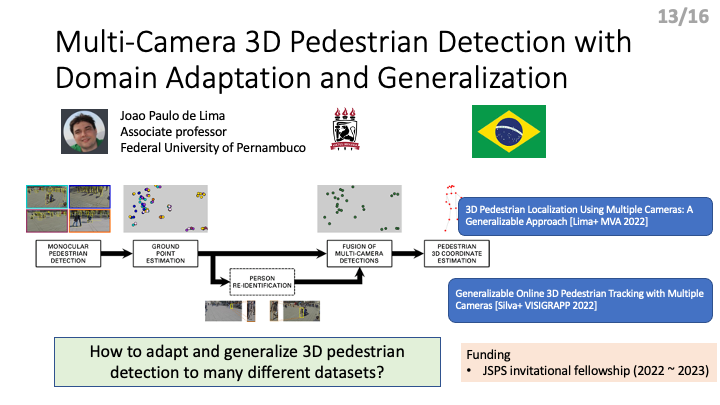 13/16
Multi-Camera 3D Pedestrian Detection with
Domain Adaptation and Generalization
Joao Paulo de Lima
Associate professor
Federal University of Pernambuco
MONOCULAR
PEDESTRIAN
DETECTION
GROUND
POINT
ESTIMATION
FUSION OF
MULTI-CAMERA
DETECTIONS
PEDESTRIAN
3D COORDINATE
ESTIMATION
PERSON
RE-IDENTIFICATION
3D Pedestrian Localization Using Multiple Cameras: A
Generalizable Approach [Lima+ MVA 2022]
Generalizable Online 3D Pedestrian Tracking with Multiple
Cameras [Silva+ VISIGRAPP 2022]
How to adapt and generalize 3D pedestrian
detection to many different datasets?
Funding
• JSPS invitational fellowship (2022 ~ 2023)